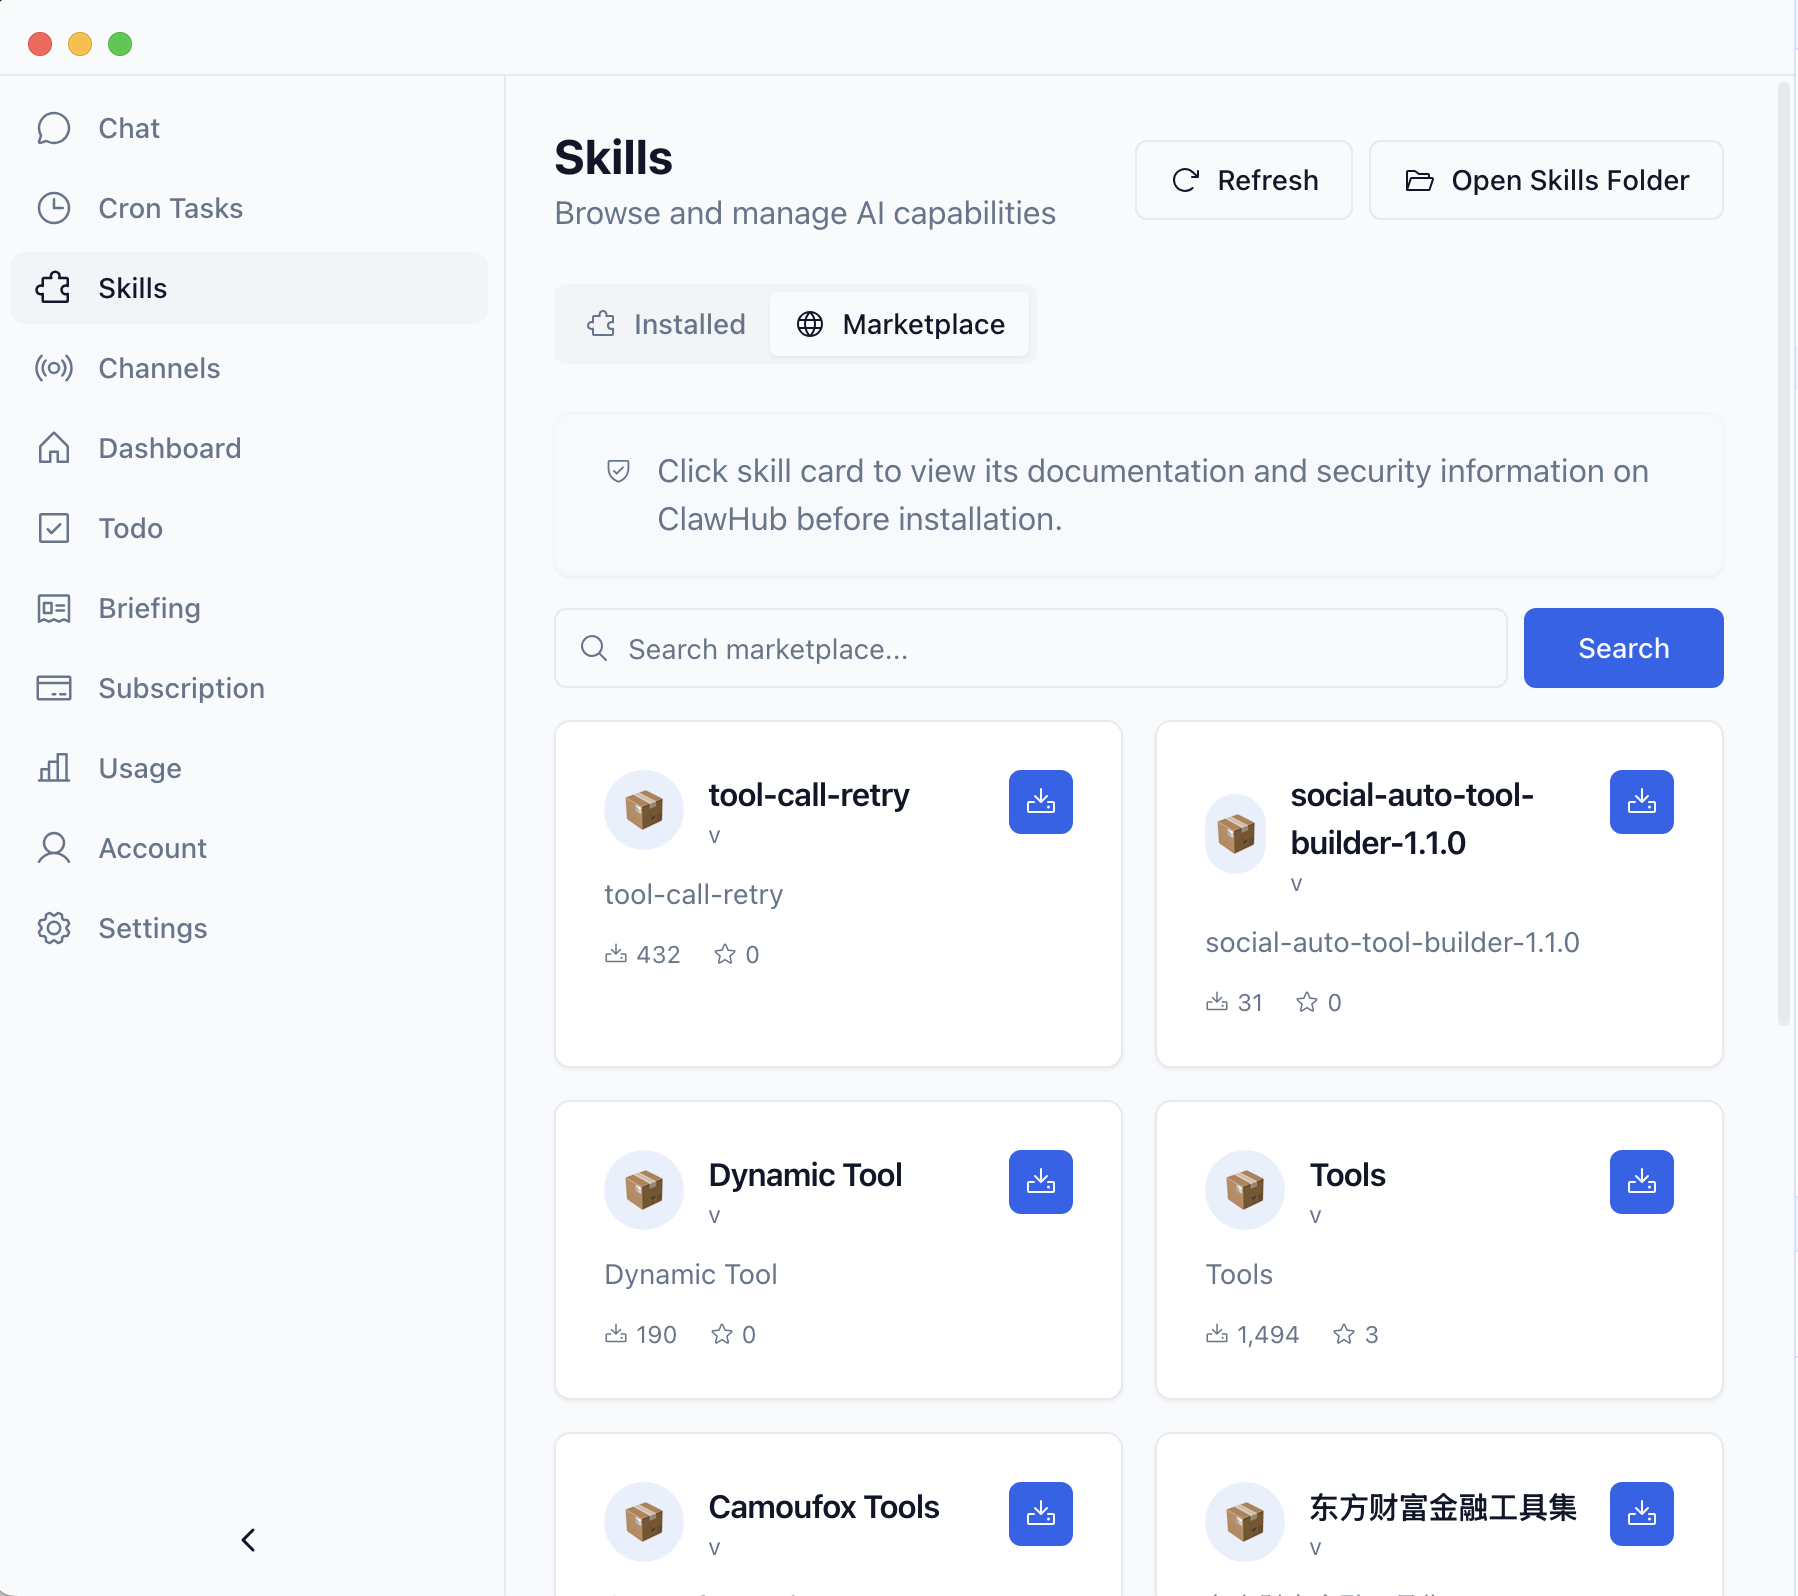 Chat
Cron Tasks
Skills
Channels
Dashboard
Todo
Briefing
Subscription
Usage
Account
Settings
Skills
Browse and manage AI capabilities
Refresh
Open Skills Folder
Installed
Marketplace
Click skill card to view its documentation and security information on
ClawHub before installation.
Search marketplace...
Search
tool-call-retry
v
tool-call-retry
432 0
social-auto-tool-
builder-1.1.0
v
social-auto-tool-builder-1.1.0
31 0
Dynamic Tool
v
Dynamic Tool
190 0
Tools
v
Tools
1,494 3
Camoufox Tools
v
东方财富金融工具集
v